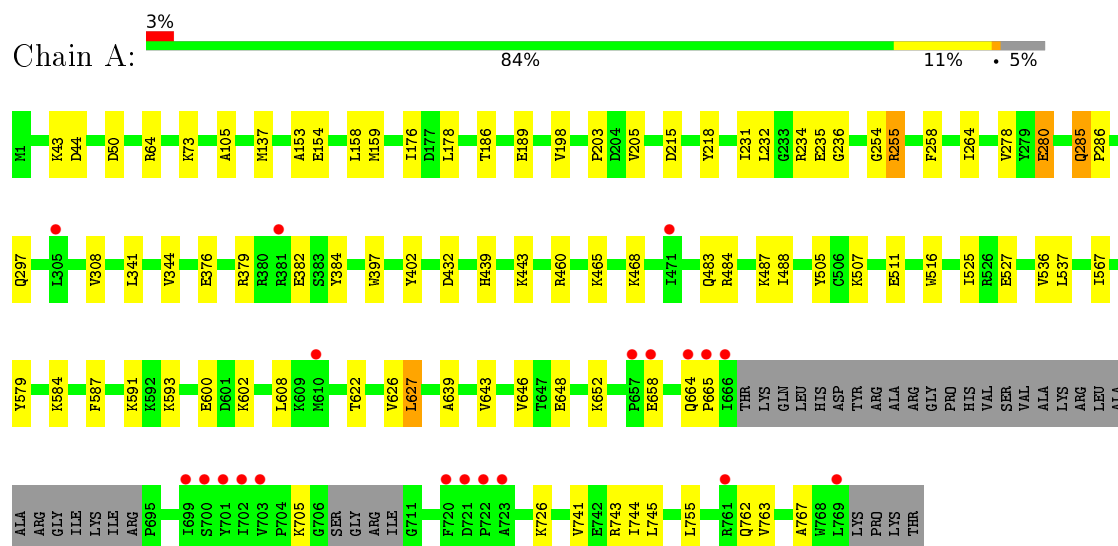 3%
Chain A:
84% 11% • 5%
M1 K43 D44 D50 R64 K73 A105 M137 A153 E154 L158 M159 I176 D177 L178 T186 E189 V198 P203 D204 V205 D215 Y218 I231 L232 G233 R234 E235 G236 G254 R255 F258 I264 V278 Y279 E280 Q285 P286
Q297 L305 V308 L341 V344 E376 R379 R380 R381 E382 S383 Y384 W397 Y402 D432 H439 K443 R460 K465 K468 I471 Q483 R484 K487 I488 Y505 C506 K507 E511 W516 I525 R526 E527 V536 L537 I567
Y579 K584 F587 K591 K592 K593 E600 D601 K602 L608 K609 M610 T622 V626 L627 A639 V643 V646 T647 E648 K652 P657 E658 Q664 P665 I666 THR LYS GLN LEU HIS ASP TYR ARG ALA ARG GLY PRO HIS VAL SER VAL ALA LYS ARG LEU ALA
ALA ARG GLY ILE LYS ILE ARG P695 I699 S700 Y701 I702 V703 P704 K705 G706 SER GLY ARG ILE G711 F720 D721 P722 A723 K726 V741 E742 R743 I744 L745 L755 R761 Q762 V763 A767 W768 L769 LYS PRO LYS THR